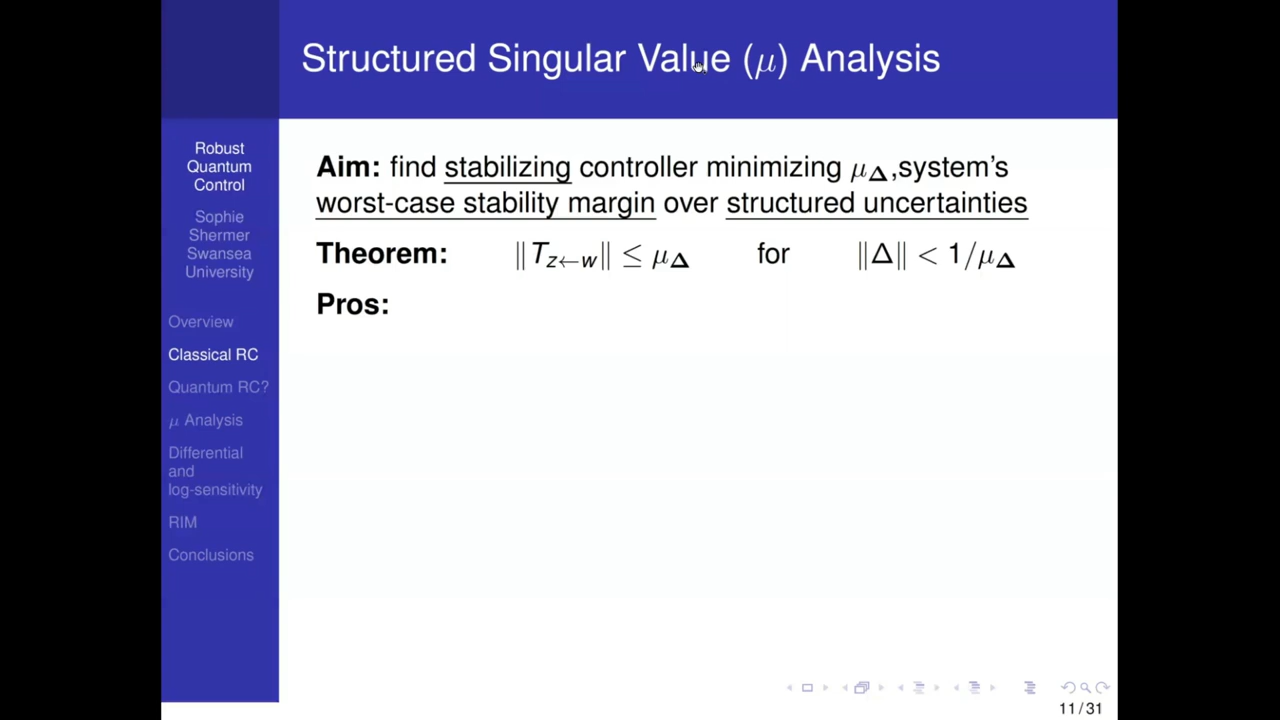 Structured Singular Value (μ) Analysis
Robust
Quantum
Control
Sophie
Shermer
Swansea
University
Overview
Classical RC
Quantum RC?
μ Analysis
Differential
and
log-sensitivity
RIM
Conclusions
Aim: find stabilizing controller minimizing μ_Δ,system's
worst-case stability margin over structured uncertainties
Theorem: ‖T_{z←w}‖ ≤ μ_Δ for ‖Δ‖ < 1/μ_Δ
Pros:
11/31